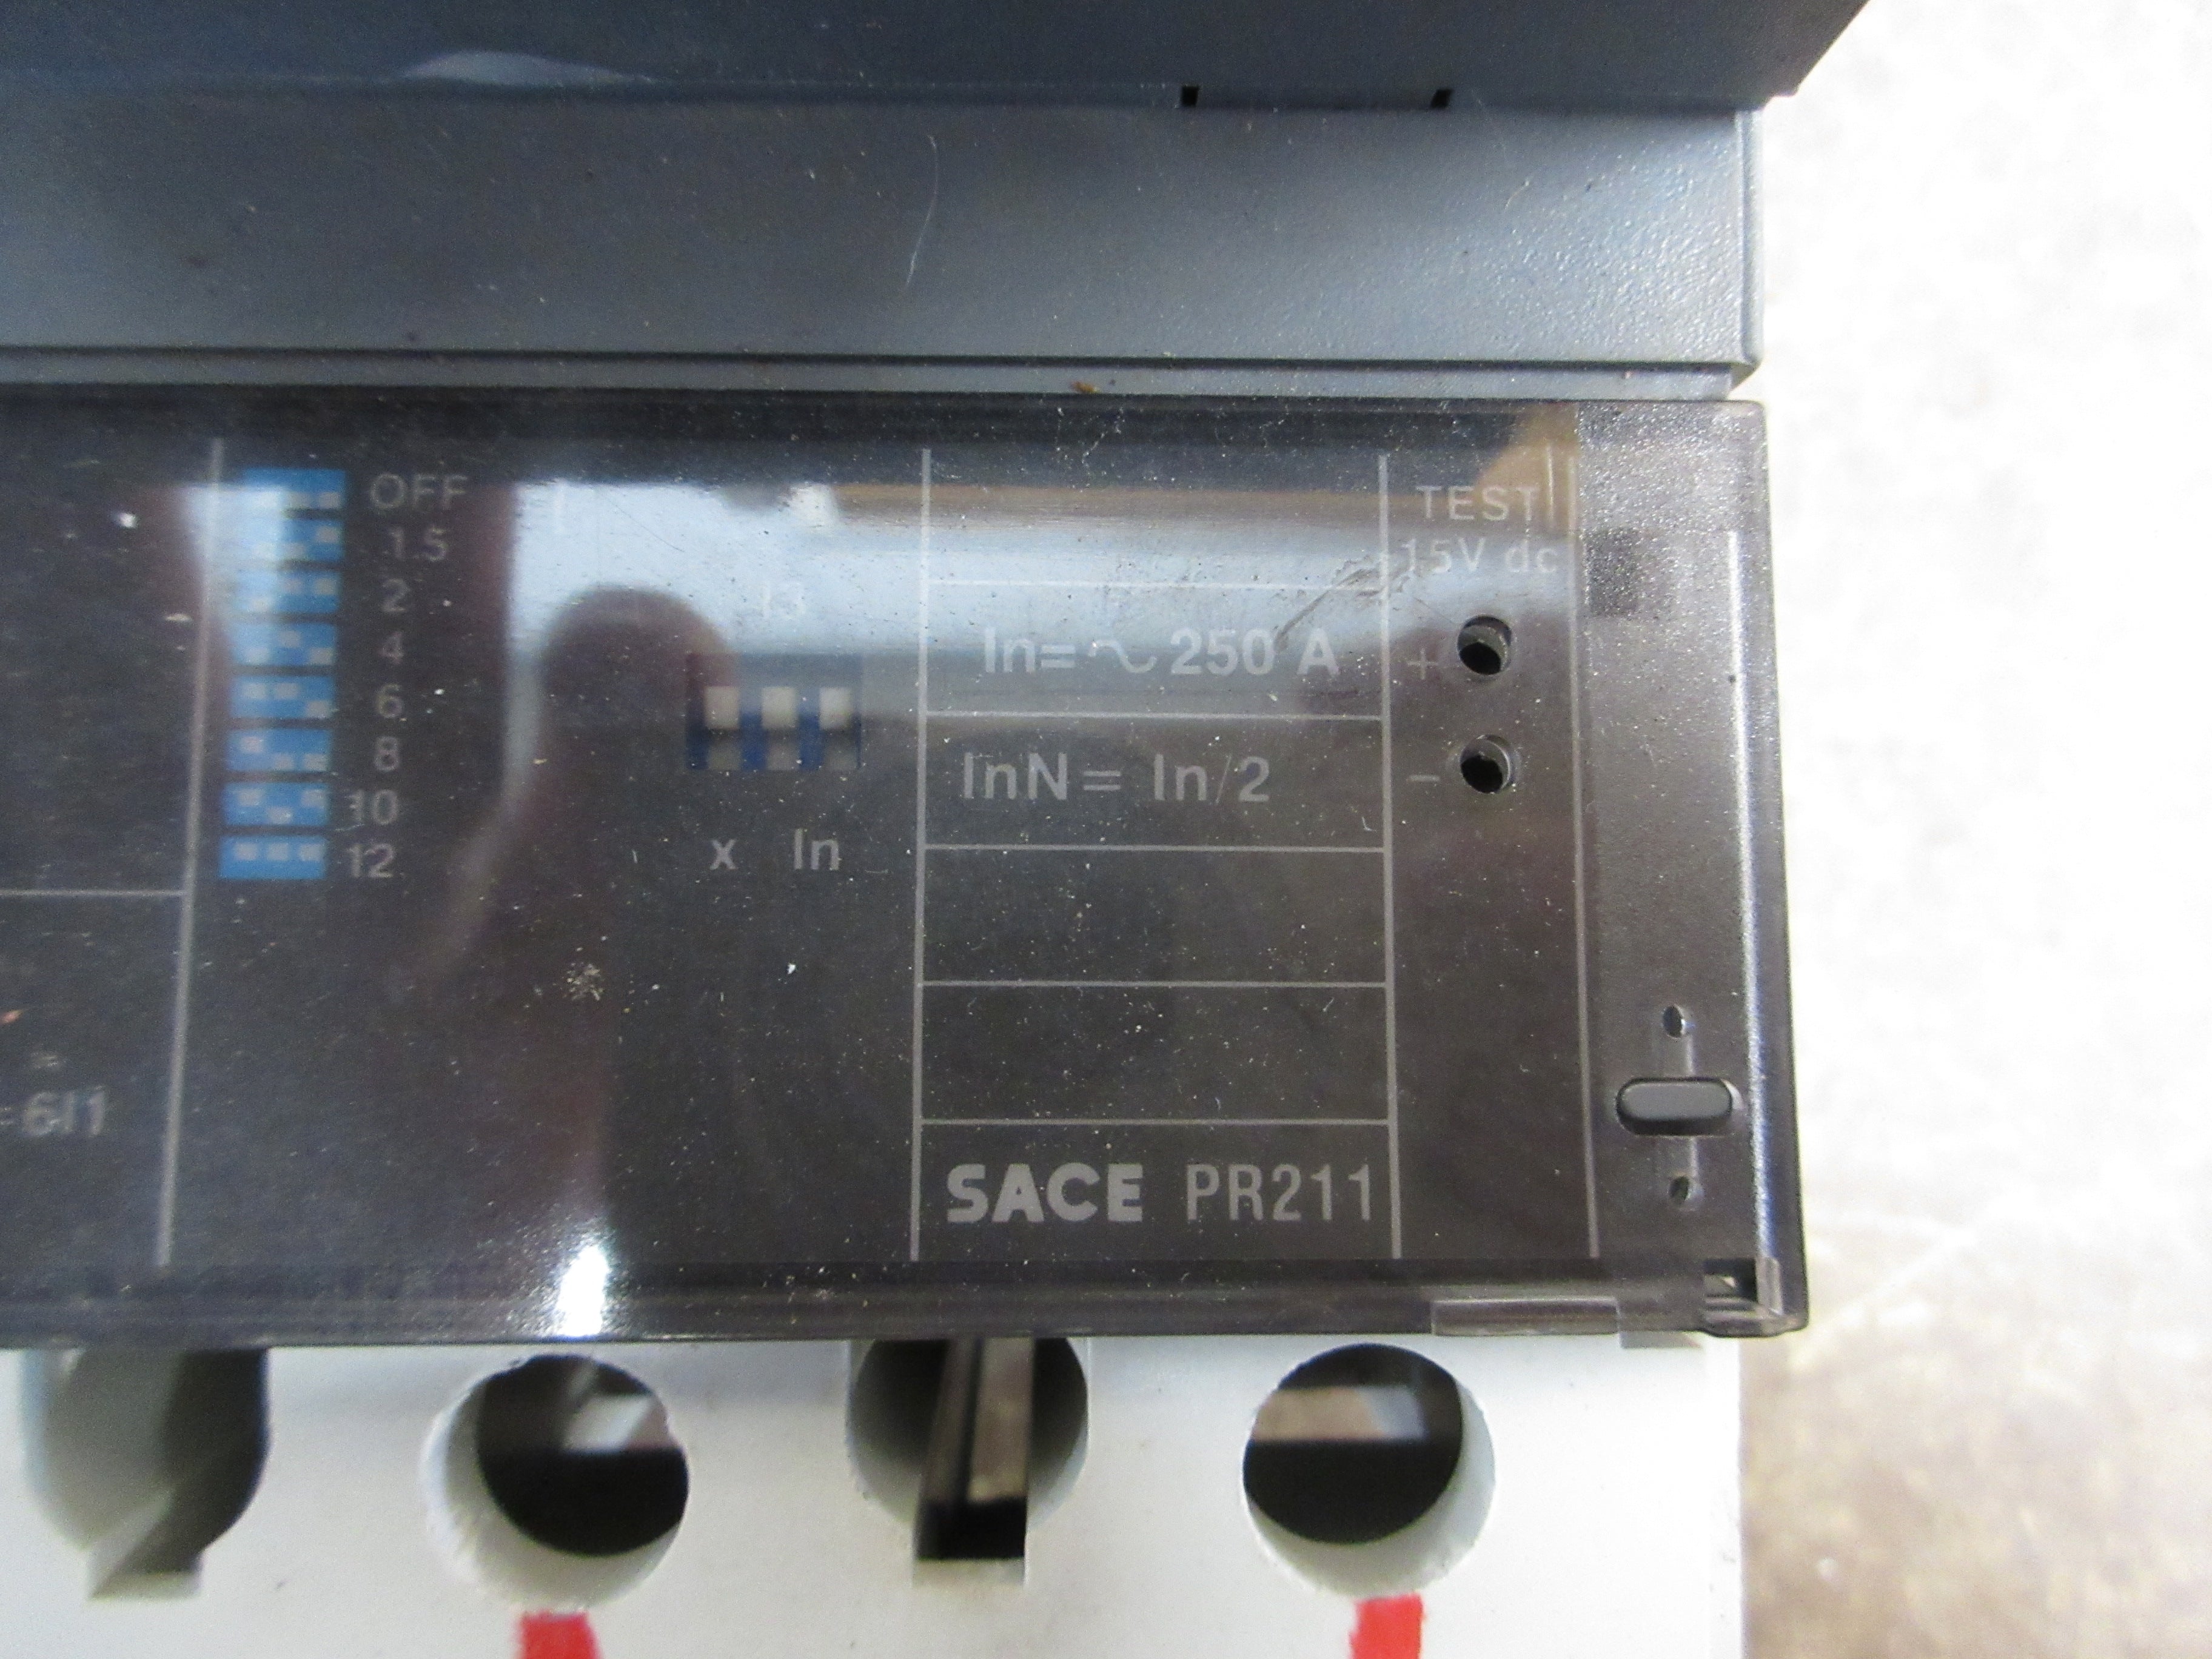 OFF
1.5
2
4
6
8
10
12
6I1
I3
x In
In= ~ 250 A
InN = In/2
SACE PR211
TEST
15V dc
+
-